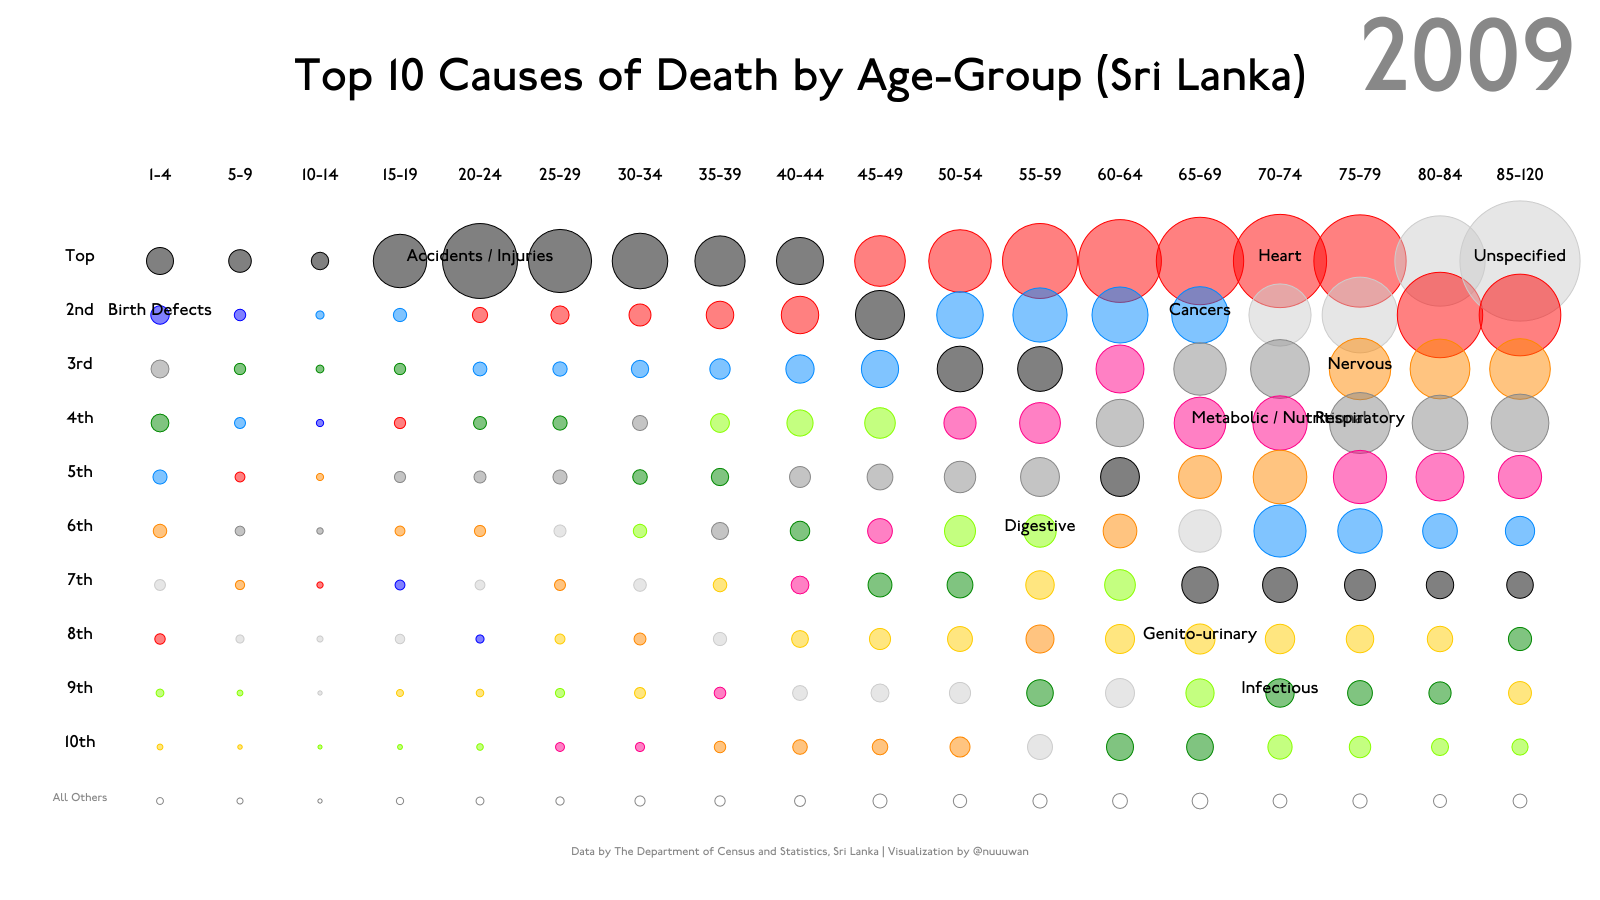 2009
Top 10 Causes of Death by Age-Group (Sri Lanka)
1-4 5-9 10-14 15-19 20-24 25-29 30-34 35-39 40-44 45-49 50-54 55-59 60-64 65-69 70-74 75-79 80-84 85-120
Top Accidents / Injuries Heart Unspecified
2nd Birth Defects Cancers
3rd Nervous
4th Metabolic / Nutritional Respiratory
5th
6th Digestive
7th
8th Genito-urinary
9th Infectious
10th
All Others
Data by The Department of Census and Statistics, Sri Lanka | Visualization by @nuuuwan